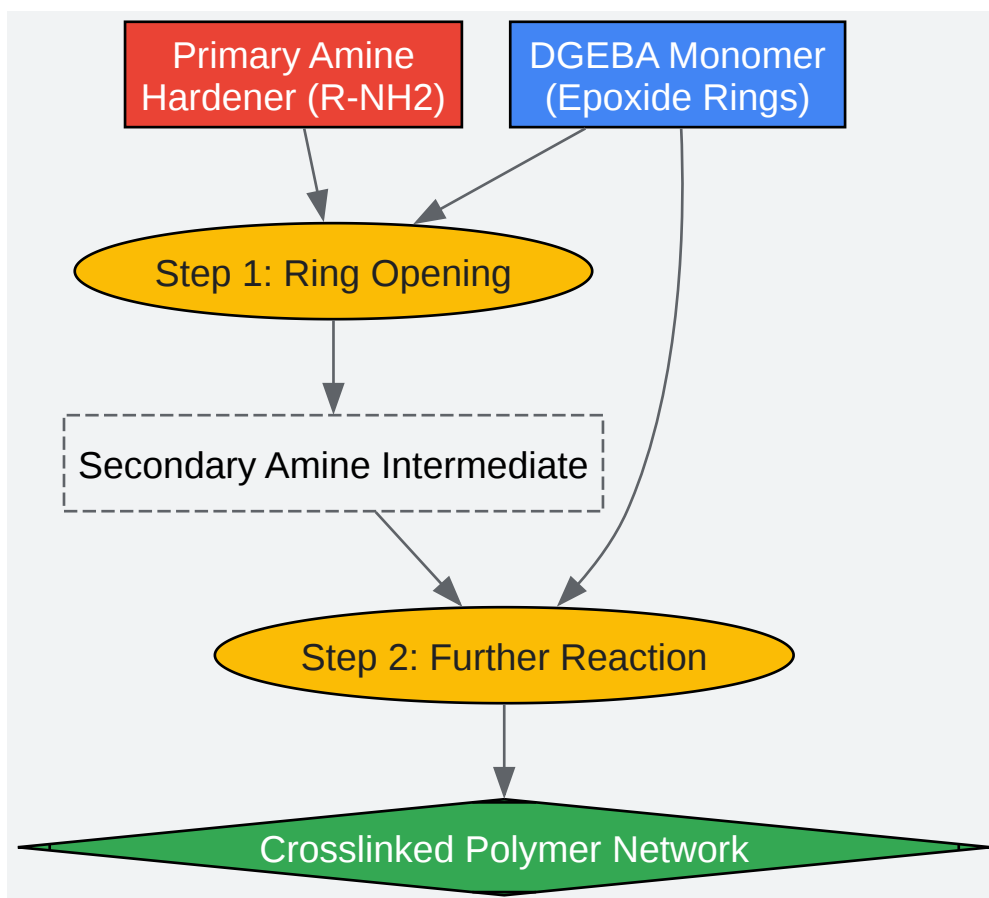 Primary Amine
Hardener (R-NH2)
DGEBA Monomer
(Epoxide Rings)
Step 1: Ring Opening
Secondary Amine Intermediate
Step 2: Further Reaction
Crosslinked Polymer Network